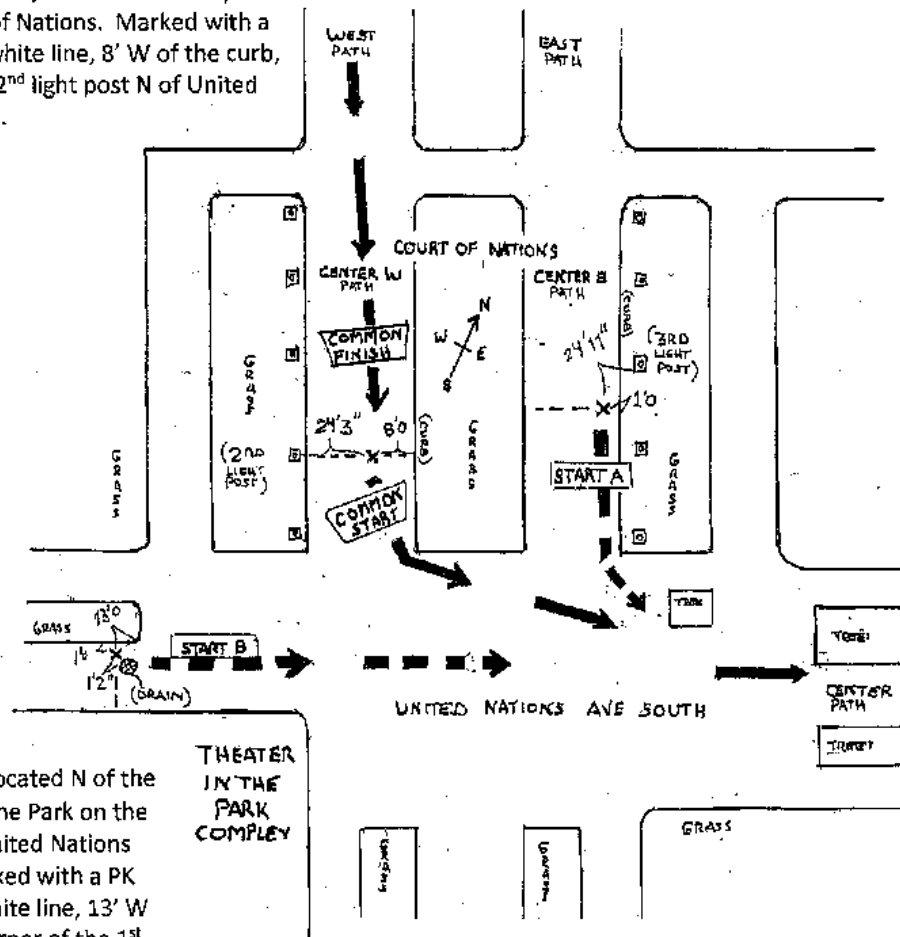 of Nations. Marked with a
white line, 8' W of the curb,
2nd light post N of United
WEST
PATH
EAST
PATH
COURT OF NATIONS
CENTER W
PATH
CENTER E
PATH
N
W
E
S
COMMON
FINISH
24'3"
8'0
(CURB)
(2ND
LIGHT
POST)
COMMON
START
GRASS
GRASS
GRASS
GRASS
(CURB)
24'11"
(3RD
LIGHT
POST)
1'0
START A
TREE
GRASS
13'0
1'2"
(DRAIN)
START B
UNITED NATIONS AVE SOUTH
CENTER
PATH
THEATER
IN THE
PARK
COMPLEY
GRASS
ocated N of the
he Park on the
nited Nations
ked with a PK
hite line, 13' W
orner of the 1st